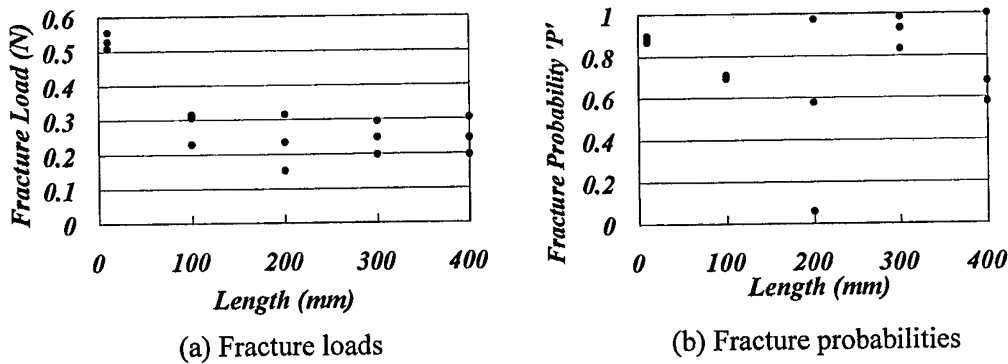 Fracture Load (N)
0.6
0.5
0.4
0.3
0.2
0.1
0
0 100 200 300 400
Length (mm)
(a) Fracture loads
Fracture Probability 'P'
1
0.8
0.6
0.4
0.2
0
0 100 200 300 400
Length (mm)
(b) Fracture probabilities